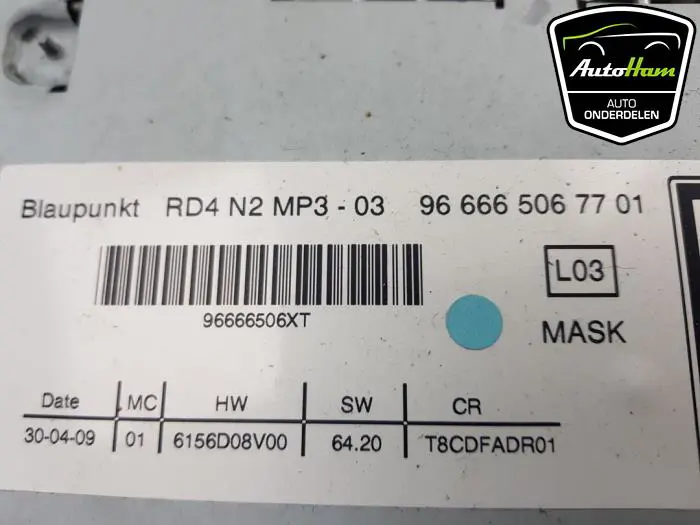 AutoHam
AUTO
ONDERDELEN
Blaupunkt RD4 N2 MP3 - 03 96 666 506 77 01
L03
96666506XT
MASK
Date MC HW SW CR
30-04-09 01 6156D08V00 64.20 T8CDFADR01